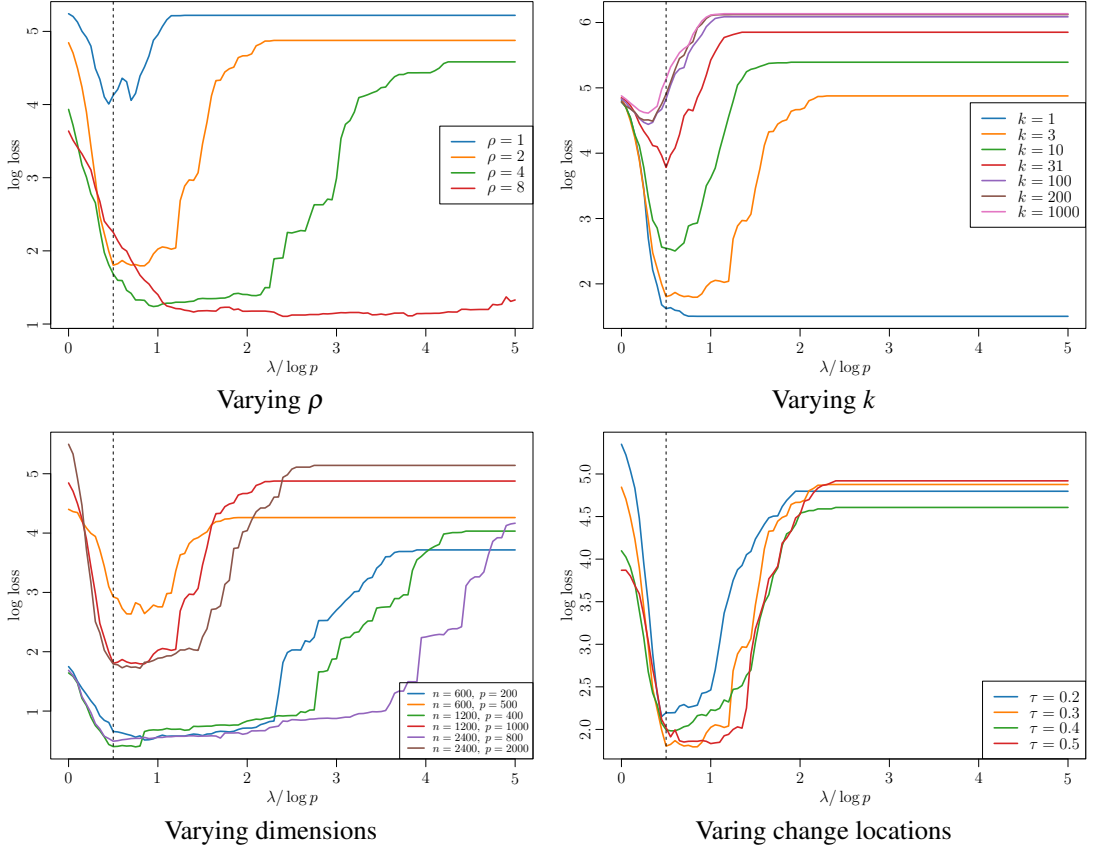 log loss
5
4
3
2
1
ρ = 1
ρ = 2
ρ = 4
ρ = 8
0 1 2 3 4 5
λ/ log p
Varying ρ
log loss
6
5
4
3
2
k = 1
k = 3
k = 10
k = 31
k = 100
k = 200
k = 1000
0 1 2 3 4 5
λ/ log p
Varying k
log loss
5
4
3
2
1
n = 600, p = 200
n = 600, p = 500
n = 1200, p = 400
n = 1200, p = 1000
n = 2400, p = 800
n = 2400, p = 2000
0 1 2 3 4 5
λ/ log p
Varying dimensions
log loss
5.0
4.5
4.0
3.5
3.0
2.5
2.0
τ = 0.2
τ = 0.3
τ = 0.4
τ = 0.5
0 1 2 3 4 5
λ/ log p
Varing change locations